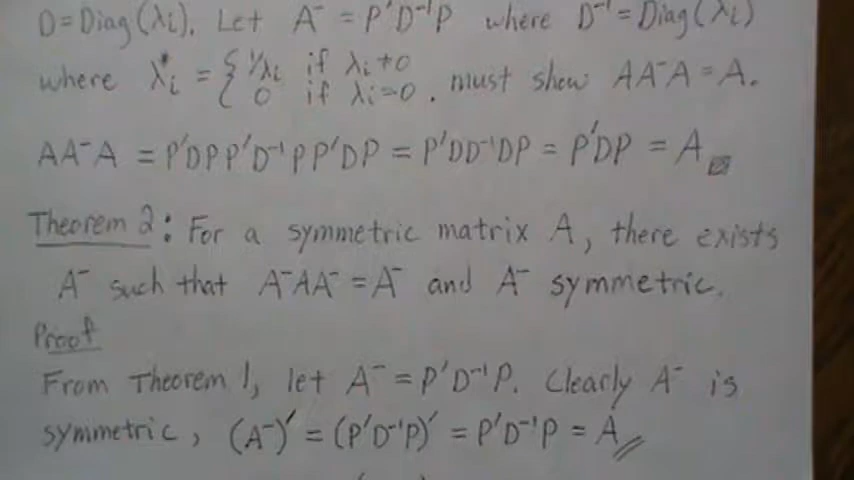 D=Diag(λi). Let A⁻ = P'D⁻¹P where D⁻¹ = Diag(λi)
where λ*i = { 1/λi if λi≠0
0 if λi=0 . must show AA⁻A = A.
AA⁻A = P'DPP'D⁻¹PP'DP = P'DD⁻¹DP = P'DP = A
Theorem 2: For a symmetric matrix A, there exists
A⁻ such that A⁻AA⁻ = A⁻ and A⁻ symmetric.
Proof
From Theorem 1, let A⁻ = P'D⁻¹P. Clearly A⁻ is
symmetric, (A⁻)' = (P'D⁻¹P)' = P'D⁻¹P = A